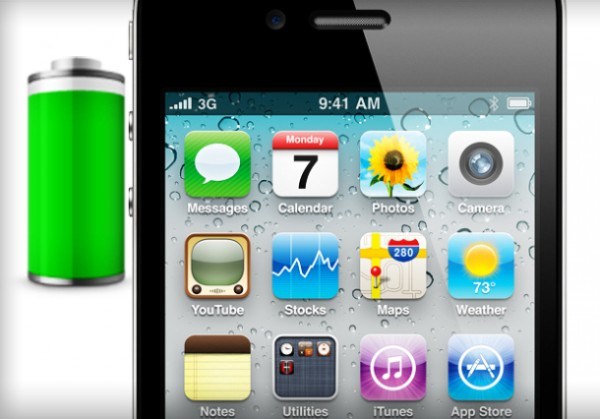 3G 9:41 AM
Monday
7
Messages Calendar Photos Camera
280
73°
YouTube Stocks Maps Weather
Notes Utilities iTunes App Store